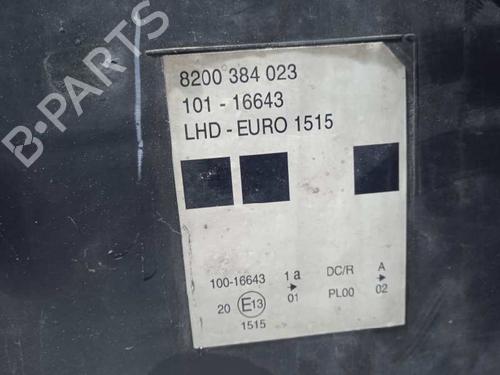 8200 384 023
101 - 16643
LHD - EURO 1515
100-16643 1a DC/R A
20 E13 01 PL00 02
1515
B-Parts